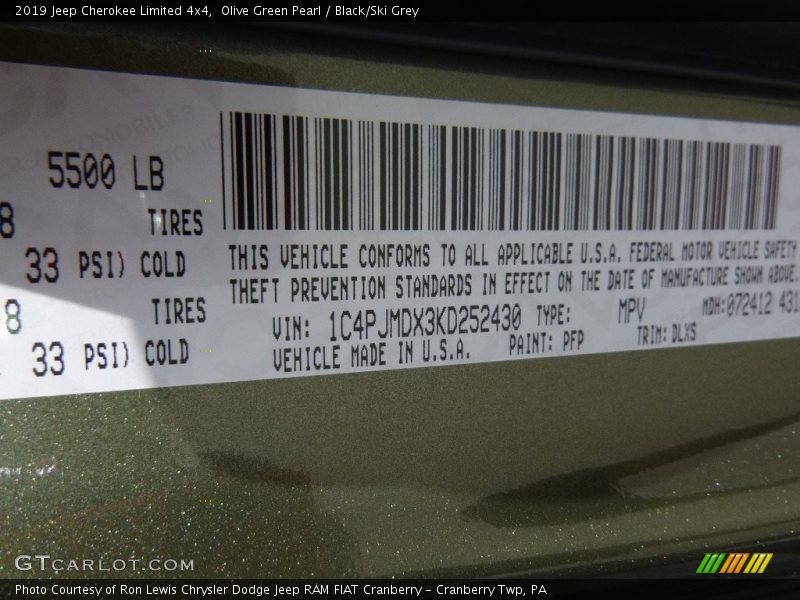 2019 Jeep Cherokee Limited 4x4, Olive Green Pearl / Black/Ski Grey
5500 LB
8 TIRES
33 PSI) COLD
8 TIRES
33 PSI) COLD
THIS VEHICLE CONFORMS TO ALL APPLICABLE U.S.A. FEDERAL MOTOR VEHICLE SAFETY
THEFT PREVENTION STANDARDS IN EFFECT ON THE DATE OF MANUFACTURE SHOWN ABOVE.
VIN: 1C4PJMDX3KD252430 TYPE: MPV MDH:072412 431
VEHICLE MADE IN U.S.A. PAINT: PFP TRIM: DLXS
GTCARLOT.COM
Photo Courtesy of Ron Lewis Chrysler Dodge Jeep RAM FIAT Cranberry – Cranberry Twp, PA